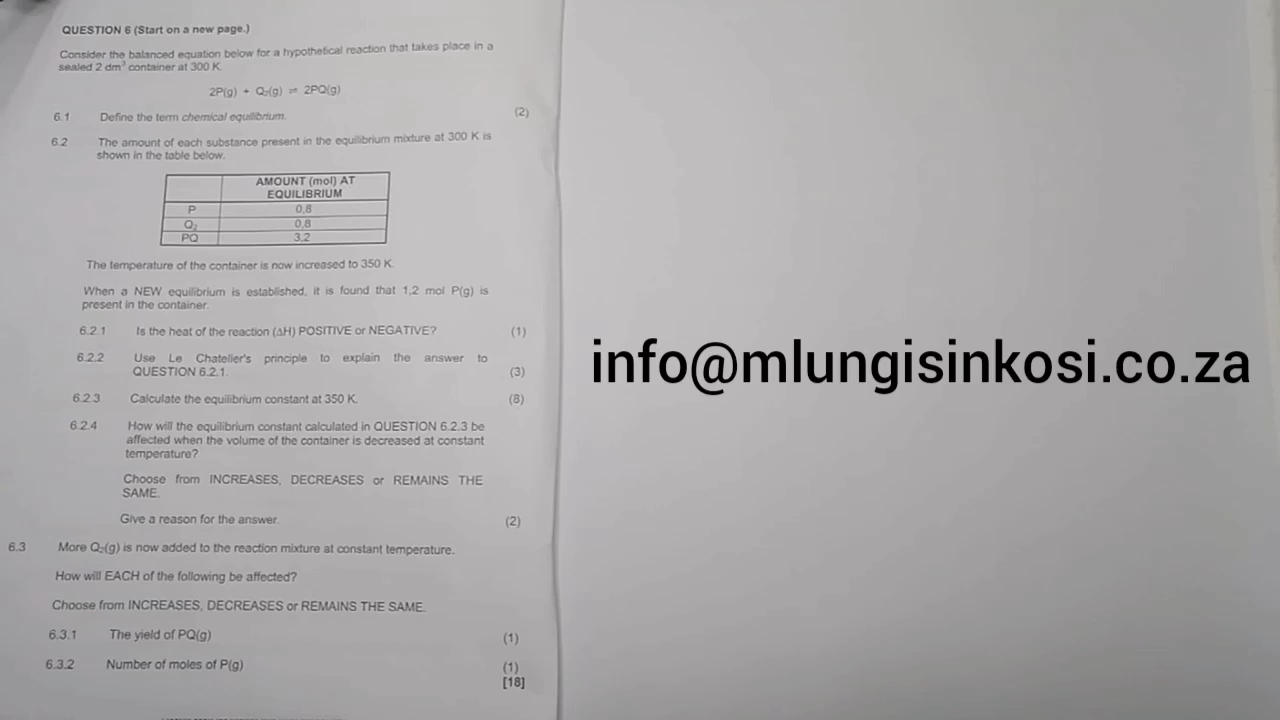 QUESTION 6 (Start on a new page.)
Consider the balanced equation below for a hypothetical reaction that takes place in a
sealed 2 dm³ container at 300 K.
2P(g) + Q₂(g) ⇌ 2PQ(g)
6.1 Define the term chemical equilibrium. (2)
6.2 The amount of each substance present in the equilibrium mixture at 300 K is
shown in the table below.
AMOUNT (mol) AT
EQUILIBRIUM
P 0,8
Q₂ 0,8
PQ 3,2
The temperature of the container is now increased to 350 K.
When a NEW equilibrium is established, it is found that 1,2 mol P(g) is
present in the container.
6.2.1 Is the heat of the reaction (ΔH) POSITIVE or NEGATIVE? (1)
6.2.2 Use Le Chatelier's principle to explain the answer to
QUESTION 6.2.1. (3)
6.2.3 Calculate the equilibrium constant at 350 K. (8)
6.2.4 How will the equilibrium constant calculated in QUESTION 6.2.3 be
affected when the volume of the container is decreased at constant
temperature?
Choose from INCREASES, DECREASES or REMAINS THE
SAME.
Give a reason for the answer. (2)
6.3 More Q₂(g) is now added to the reaction mixture at constant temperature.
How will EACH of the following be affected?
Choose from INCREASES, DECREASES or REMAINS THE SAME.
6.3.1 The yield of PQ(g) (1)
6.3.2 Number of moles of P(g) (1)
[18]
info@mlungisinkosi.co.za